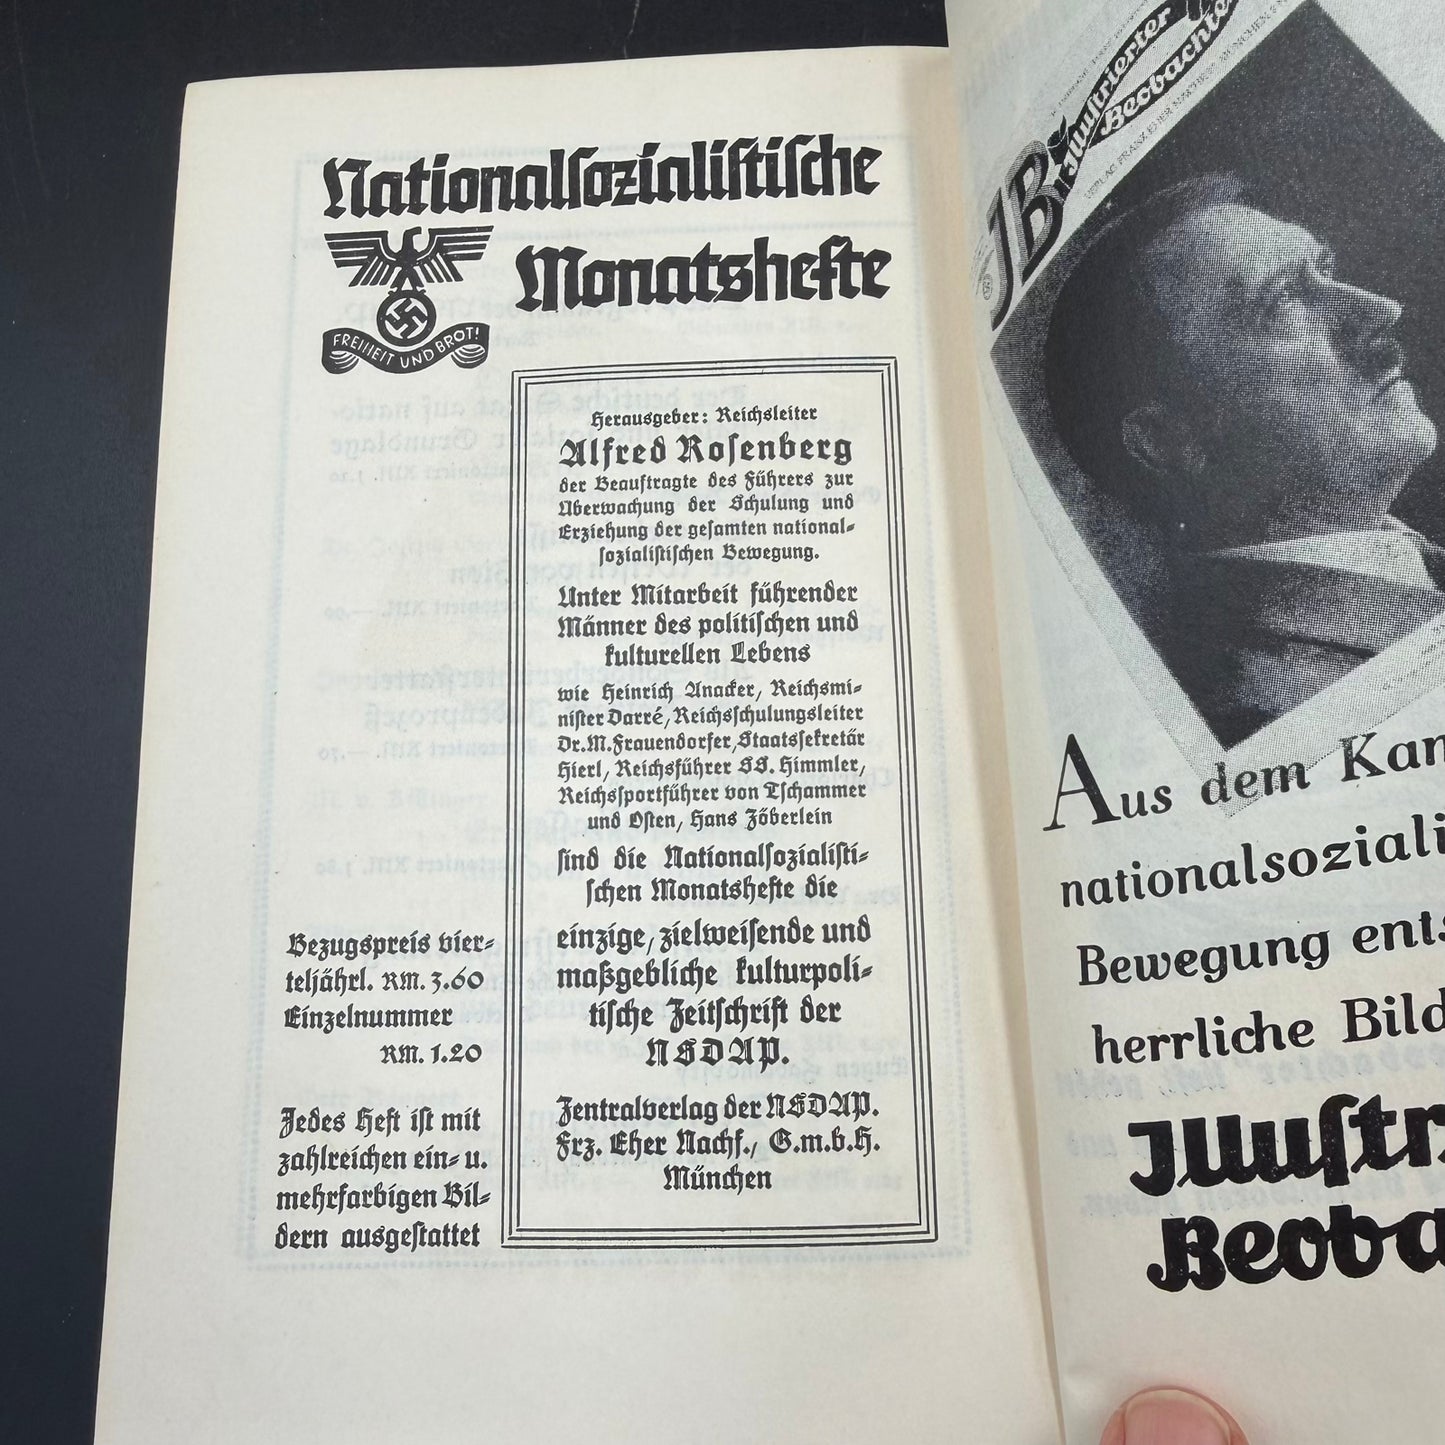 Nationalsozialistische
Monatshefte
FREIHEIT UND BROT!
Herausgeber: Reichsleiter
Alfred Rosenberg
der Beauftragte des Führers zur
Überwachung der Schulung und
Erziehung der gesamten national-
sozialistischen Bewegung.
Unter Mitarbeit führender
Männer des politischen und
kulturellen Lebens
wie Heinrich Anacker, Reichsmi-
nister Darré, Reichsschulungsleiter
Dr. M. Frauendorfer, Staatssekretär
Hierl, Reichsführer SS. Himmler,
Reichssportführer von Tschammer
und Osten, Hans Zöberlein
sind die Nationalsozialisti-
schen Monatshefte die
einzige, zielweisende und
maßgebliche kulturpoli-
tische Zeitschrift der
NSDAP.
Zentralverlag der NSDAP.
Frz. Eher Nachf., G.m.b.H.
München
Bezugspreis vier-
teljährl. RM. 3.60
Einzelnummer
RM. 1.20
Jedes Heft ist mit
zahlreichen ein- u.
mehrfarbigen Bil-
dern ausgestattet
JB
Illustrierter
Beobachte
Aus dem Kam
nationalsoziali
Bewegung ents
herrliche Bild
Illustr
Beoba